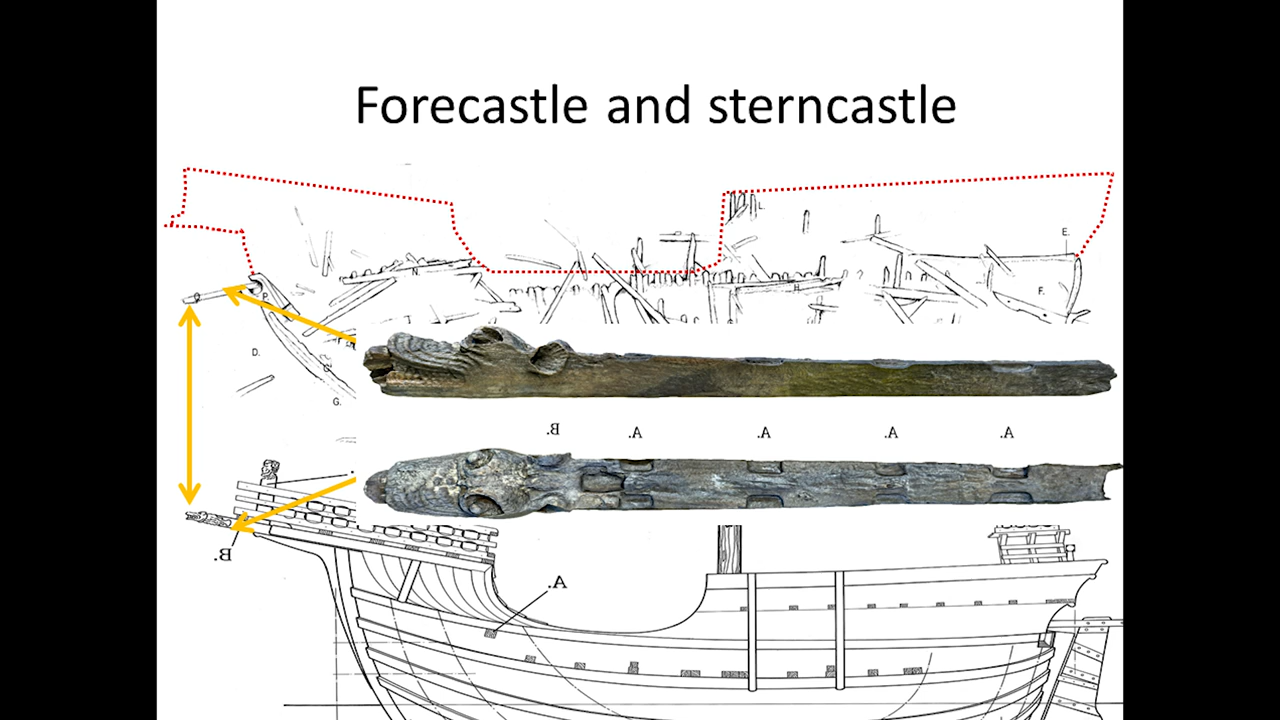 Forecastle and sterncastle
L.
E.
N
H
F.
P.
T
D.
C.
G.
B.
A.
A.
A.
A.
B.
A.